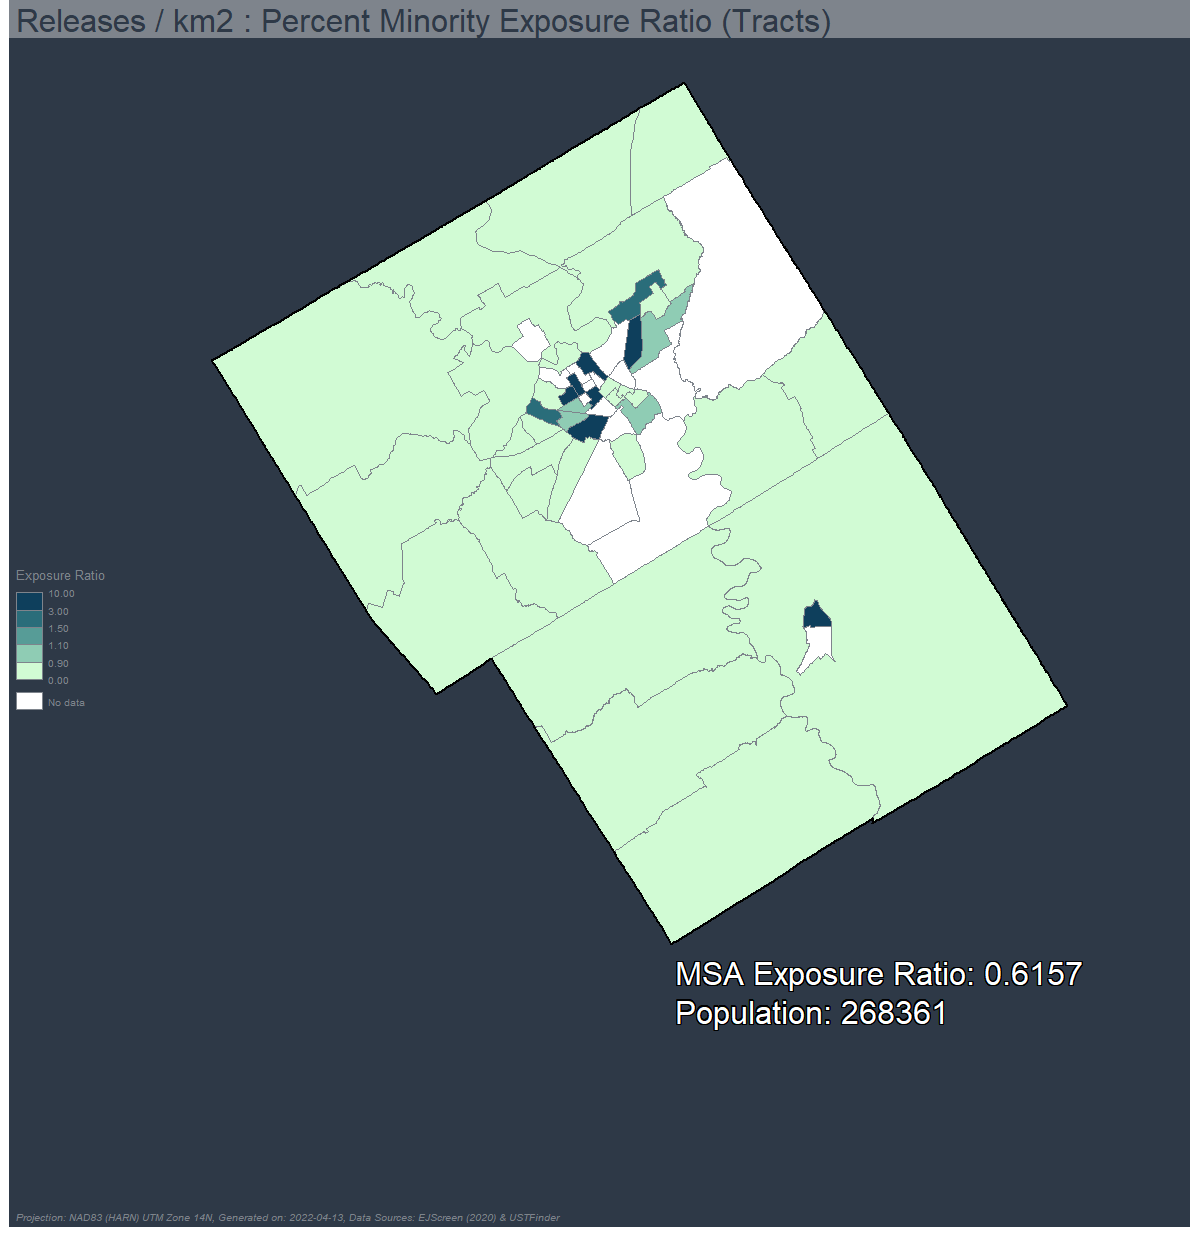 Releases / km2 : Percent Minority Exposure Ratio (Tracts)
Exposure Ratio
10.00
3.00
1.50
1.10
0.90
0.00
No data
MSA Exposure Ratio: 0.6157
Population: 268361
Projection: NAD83 (HARN) UTM Zone 14N, Generated on: 2022-04-13, Data Sources: EJScreen (2020) & USTFinder